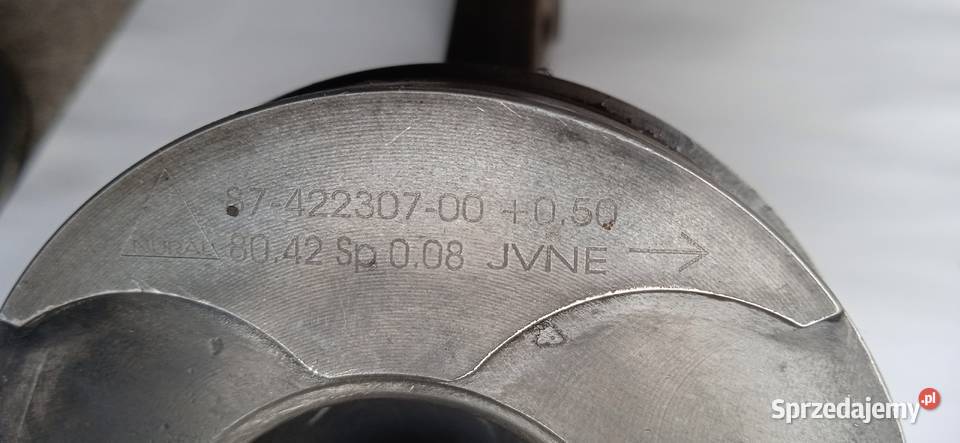 87-422307-00 +0.50
NURAL
80.42 Sp 0.08 JVNE →
Sprzedajemy.pl